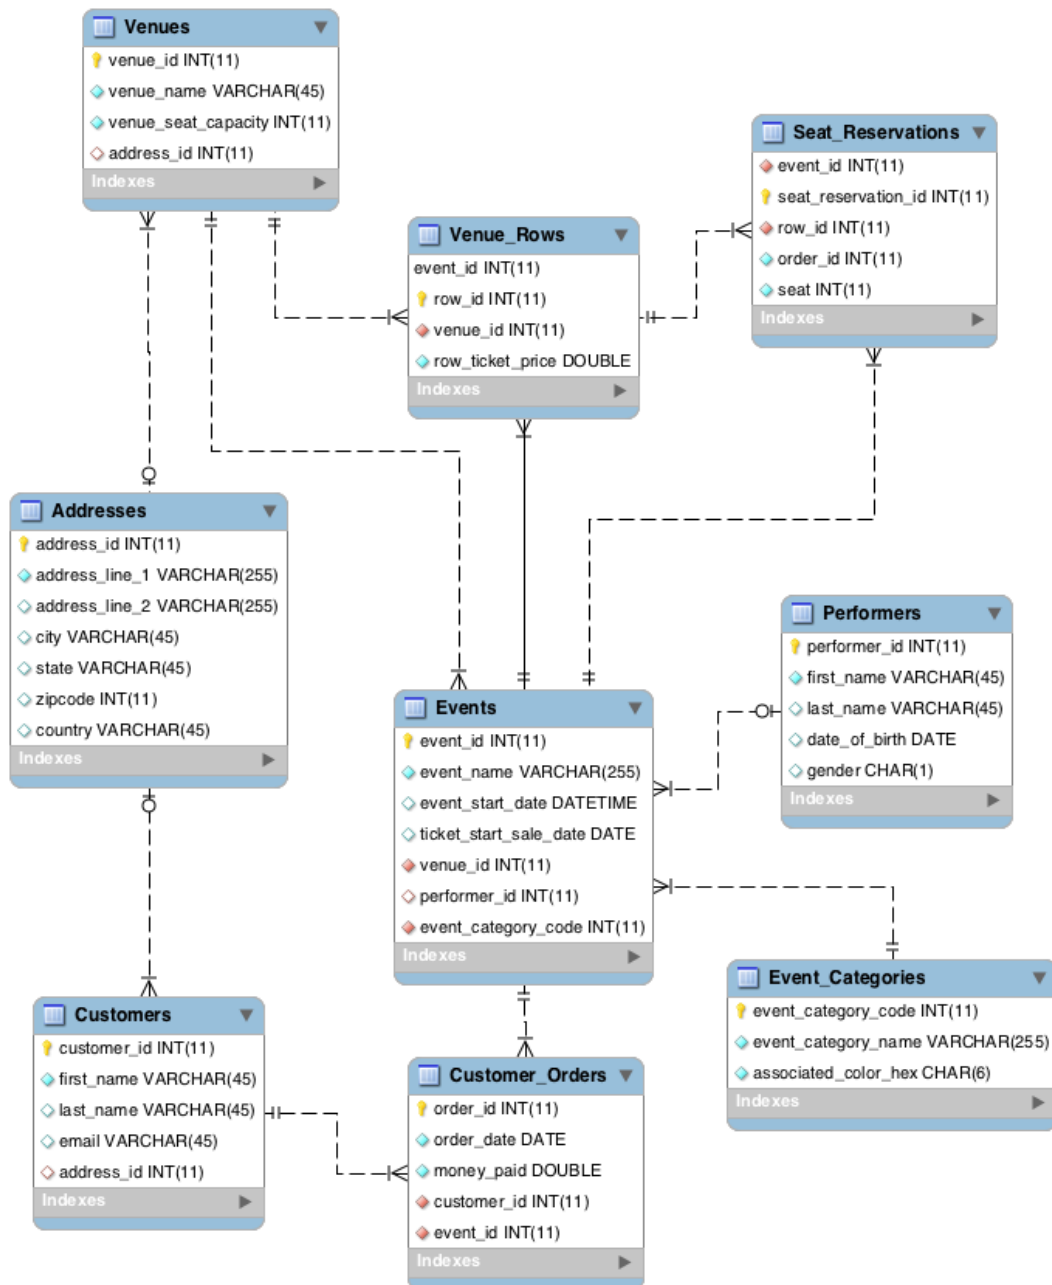 Venues
venue_id INT(11)
venue_name VARCHAR(45)
venue_seat_capacity INT(11)
address_id INT(11)
Indexes
Seat_Reservations
event_id INT(11)
seat_reservation_id INT(11)
row_id INT(11)
order_id INT(11)
seat INT(11)
Indexes
Venue_Rows
event_id INT(11)
row_id INT(11)
venue_id INT(11)
row_ticket_price DOUBLE
Indexes
Addresses
address_id INT(11)
address_line_1 VARCHAR(255)
address_line_2 VARCHAR(255)
city VARCHAR(45)
state VARCHAR(45)
zipcode INT(11)
country VARCHAR(45)
Indexes
Performers
performer_id INT(11)
first_name VARCHAR(45)
last_name VARCHAR(45)
date_of_birth DATE
gender CHAR(1)
Indexes
Events
event_id INT(11)
event_name VARCHAR(255)
event_start_date DATETIME
ticket_start_sale_date DATE
venue_id INT(11)
performer_id INT(11)
event_category_code INT(11)
Indexes
Event_Categories
event_category_code INT(11)
event_category_name VARCHAR(255)
associated_color_hex CHAR(6)
Indexes
Customers
customer_id INT(11)
first_name VARCHAR(45)
last_name VARCHAR(45)
email VARCHAR(45)
address_id INT(11)
Indexes
Customer_Orders
order_id INT(11)
order_date DATE
money_paid DOUBLE
customer_id INT(11)
event_id INT(11)
Indexes